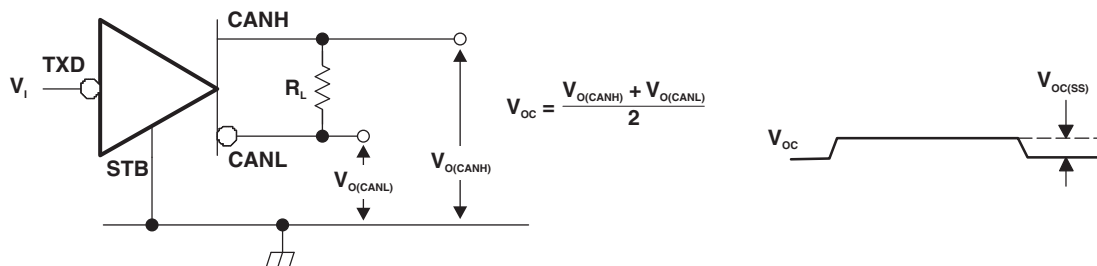 CANH
TXD
V_I
R_L
STB
CANL
V_O(CANL)
V_O(CANH)
V_OC = (V_O(CANH) + V_O(CANL)) / 2
V_OC(SS)
V_OC